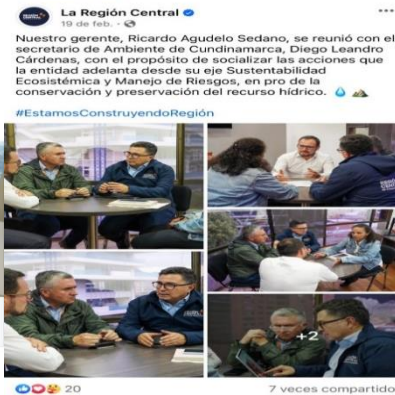 La Región Central
19 de feb.
Nuestro gerente, Ricardo Agudelo Sedano, se reunió con el
secretario de Ambiente de Cundinamarca, Diego Leandro
Cárdenas, con el propósito de socializar las acciones que
la entidad adelanta desde su eje Sustentabilidad
Ecosistémica y Manejo de Riesgos, en pro de la
conservación y preservación del recurso hídrico.
#EstamosConstruyendoRegión
+2
20
7 veces compartido